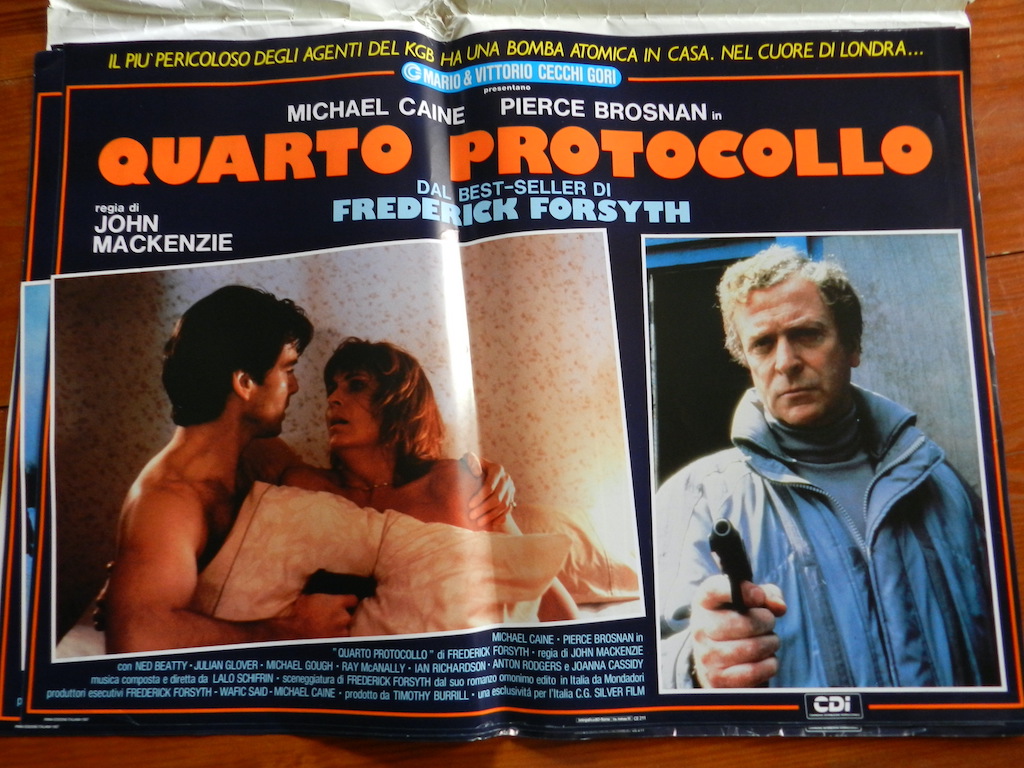 IL PIU' PERICOLOSO DEGLI AGENTI DEL KGB HA UNA BOMBA ATOMICA IN CASA. NEL CUORE DI LONDRA...
MARIO & VITTORIO CECCHI GORI
presentano
MICHAEL CAINE PIERCE BROSNAN in
QUARTO PROTOCOLLO
DAL BEST-SELLER DI
FREDERICK FORSYTH
regia di
JOHN
MACKENZIE
MICHAEL CAINE · PIERCE BROSNAN in
"QUARTO PROTOCOLLO" di FREDERICK FORSYTH · regia di JOHN MACKENZIE
con NED BEATTY · JULIAN GLOVER · MICHAEL GOUGH · RAY McANALLY · IAN RICHARDSON · ANTON RODGERS e JOANNA CASSIDY
musica composta e diretta da LALO SCHIFRIN · sceneggiatura di FREDERICK FORSYTH dal suo romanzo omonimo edito in Italia da Mondadori
produttori esecutivi FREDERICK FORSYTH · WAFIC SAID · MICHAEL CAINE · prodotto da TIMOTHY BURRILL · una esclusività per l'Italia C.G. SILVER FILM
CDi